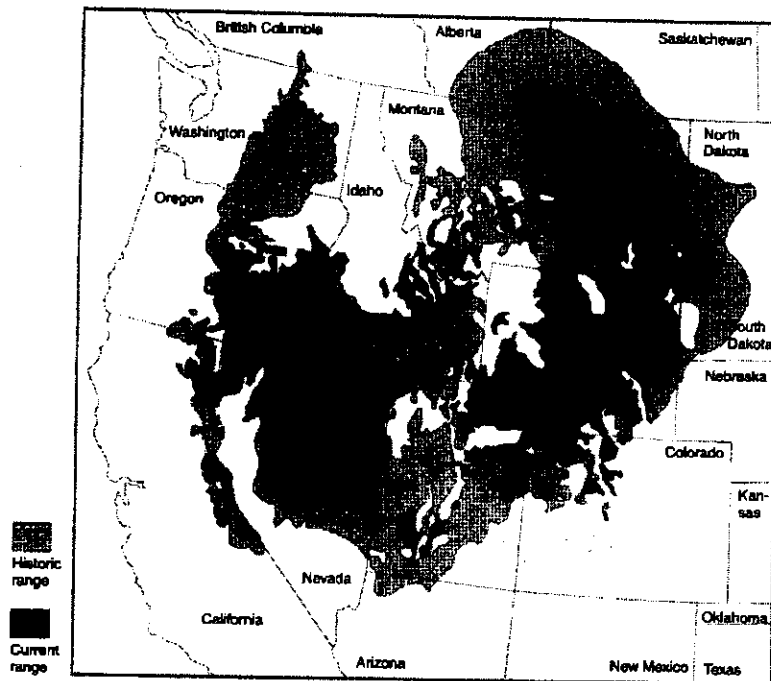 British Columbia
Alberta
Saskatchewan
Washington
Montana
North
Dakota
Oregon
Idaho
South
Dakota
Nebraska
Colorado
Kan-
sas
Historic
range
Nevada
California
Oklahoma
Current
range
Arizona
New Mexico
Texas